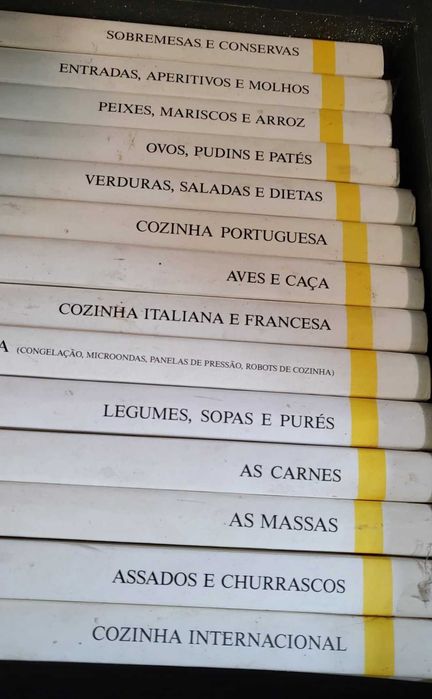 SOBREMESAS E CONSERVAS
ENTRADAS, APERITIVOS E MOLHOS
PEIXES, MARISCOS E ARROZ
OVOS, PUDINS E PATÉS
VERDURAS, SALADAS E DIETAS
COZINHA PORTUGUESA
AVES E CAÇA
COZINHA ITALIANA E FRANCESA
A (CONGELAÇÃO, MICROONDAS, PANELAS DE PRESSÃO, ROBOTS DE COZINHA)
LEGUMES, SOPAS E PURÉS
AS CARNES
AS MASSAS
ASSADOS E CHURRASCOS
COZINHA INTERNACIONAL